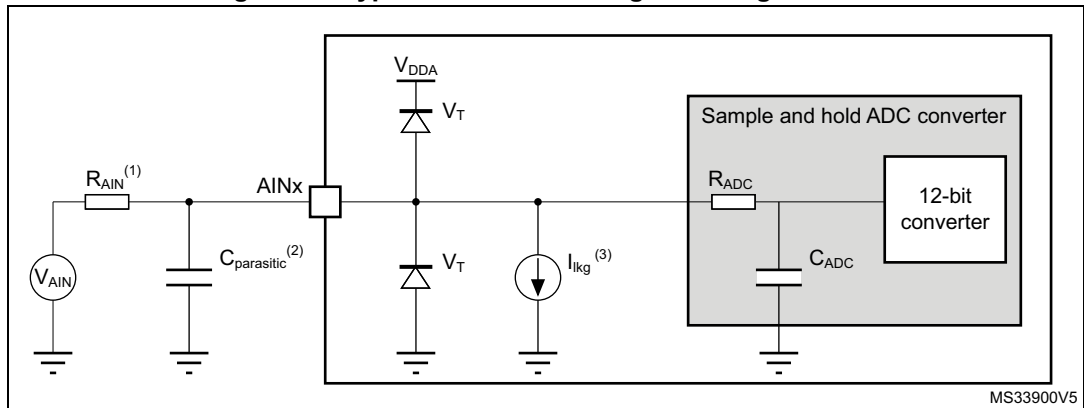 V_DDA
V_T
Sample and hold ADC converter
R_AIN^(1)
AINx
R_ADC
12-bit
converter
V_AIN
C_parasitic^(2)
V_T
I_lkg^(3)
C_ADC
MS33900V5